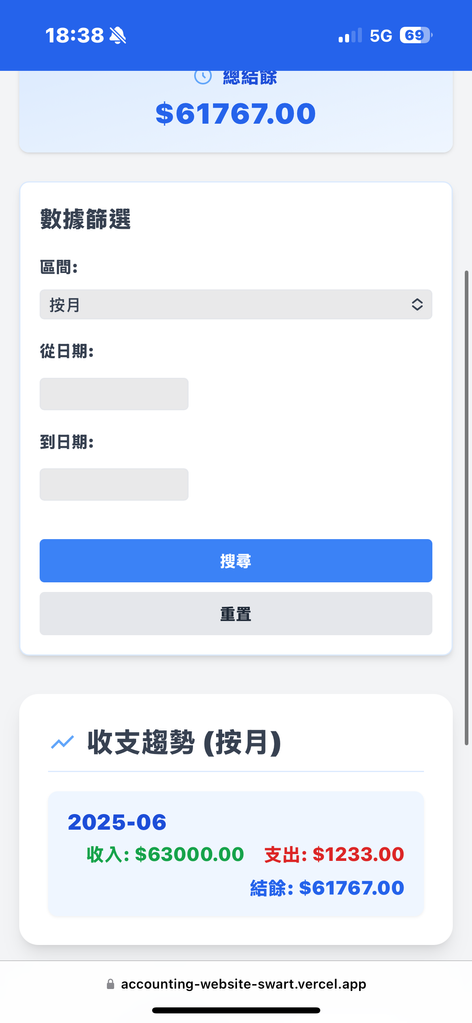 18:38
5G
69
總結餘
$61767.00
數據篩選
區間:
按月
從日期:
到日期:
搜尋
重置
收支趨勢 (按月)
2025-06
收入: $63000.00 支出: $1233.00
結餘: $61767.00
accounting-website-swart.vercel.app